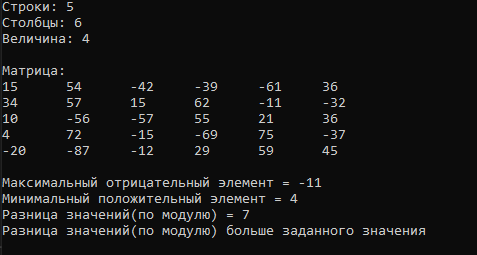 Строки: 5
Столбцы: 6
Величина: 4
Матрица:
15 54 -42 -39 -61 36
34 57 15 62 -11 -32
10 -56 -57 55 21 36
4 72 -15 -69 75 -37
-20 -87 -12 29 59 45
Максимальный отрицательный элемент = -11
Минимальный положительный элемент = 4
Разница значений(по модулю) = 7
Разница значений(по модулю) больше заданного значения